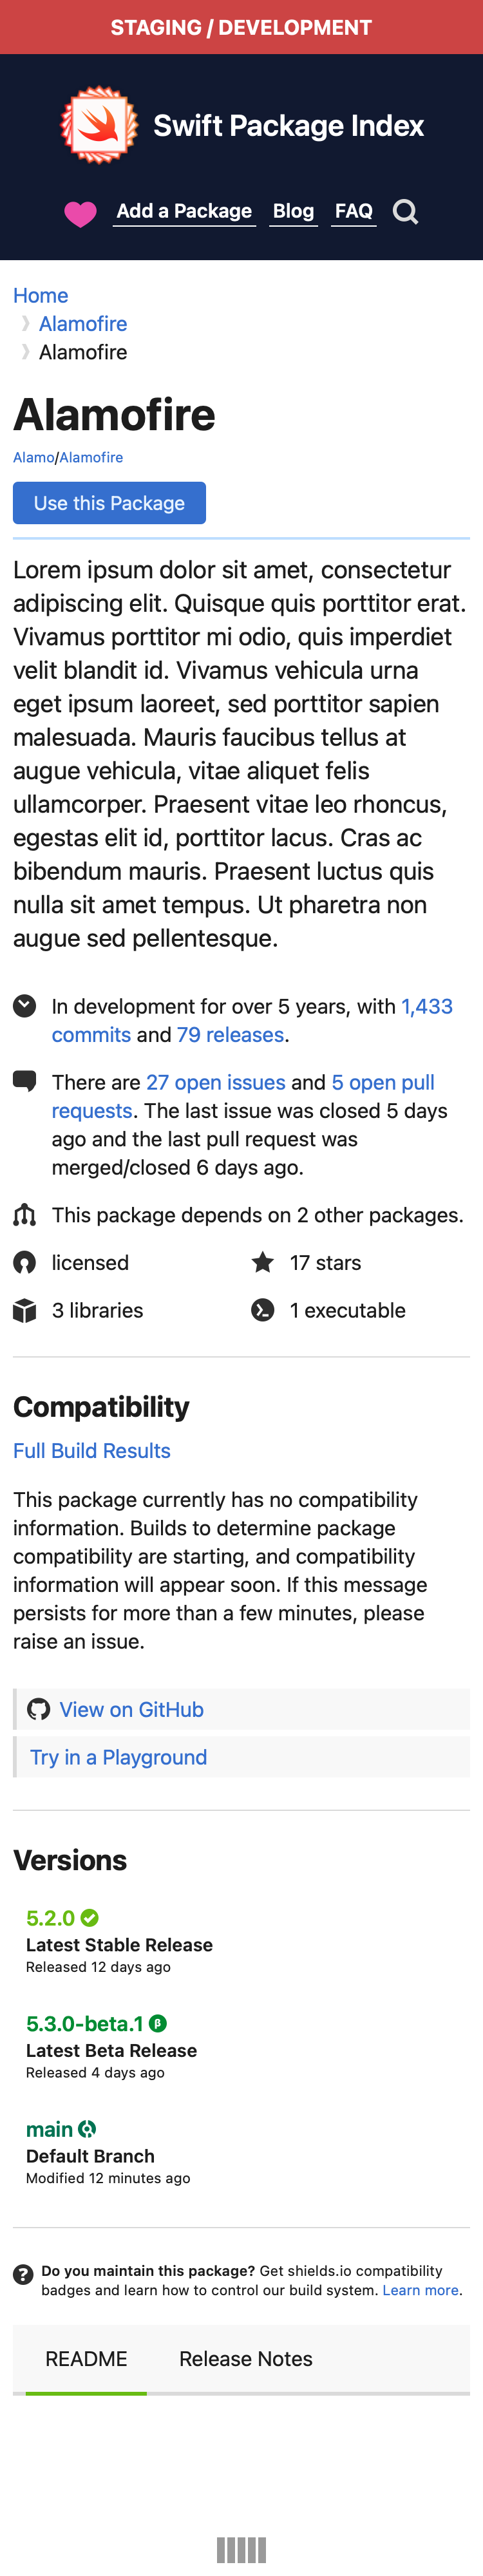 STAGING / DEVELOPMENT
Swift Package Index
Add a Package Blog FAQ
Home
Alamofire
Alamofire
Alamofire
Alamo/Alamofire
Use this Package
Lorem ipsum dolor sit amet, consectetur
adipiscing elit. Quisque quis porttitor erat.
Vivamus porttitor mi odio, quis imperdiet
velit blandit id. Vivamus vehicula urna
eget ipsum laoreet, sed porttitor sapien
malesuada. Mauris faucibus tellus at
augue vehicula, vitae aliquet felis
ullamcorper. Praesent vitae leo rhoncus,
egestas elit id, porttitor lacus. Cras ac
bibendum mauris. Praesent luctus quis
nulla sit amet tempus. Ut pharetra non
augue sed pellentesque.
In development for over 5 years, with 1,433
commits and 79 releases.
There are 27 open issues and 5 open pull
requests. The last issue was closed 5 days
ago and the last pull request was
merged/closed 6 days ago.
This package depends on 2 other packages.
licensed 17 stars
3 libraries 1 executable
Compatibility
Full Build Results
This package currently has no compatibility
information. Builds to determine package
compatibility are starting, and compatibility
information will appear soon. If this message
persists for more than a few minutes, please
raise an issue.
View on GitHub
Try in a Playground
Versions
5.2.0
Latest Stable Release
Released 12 days ago
5.3.0-beta.1 β
Latest Beta Release
Released 4 days ago
main
Default Branch
Modified 12 minutes ago
Do you maintain this package? Get shields.io compatibility
badges and learn how to control our build system. Learn more.
README Release Notes